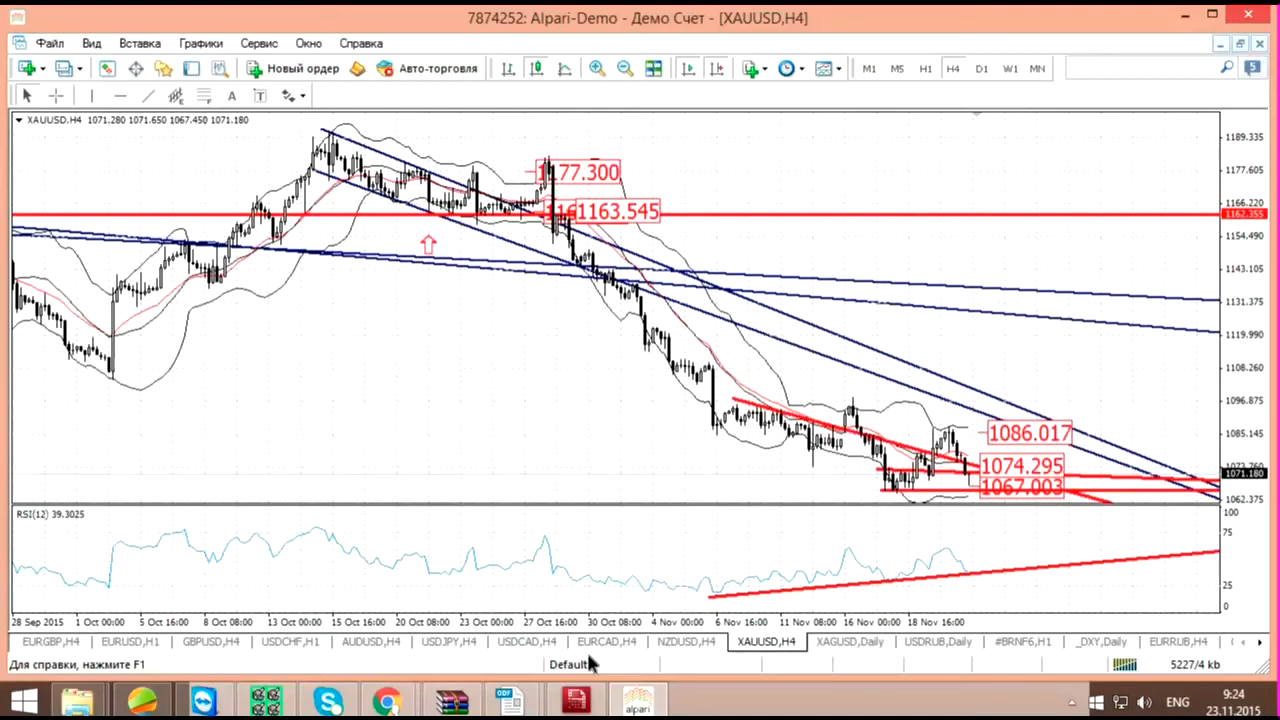 7874252: Alpari-Demo - Демо Счет - [XAUUSD,H4]
Файл Вид Вставка Графики Сервис Окно Справка
Новый ордер Авто-торговля M1 M5 H1 H4 D1 W1 MN 5
A T
XAUUSD,H4 1071.280 1071.650 1067.450 1071.180
1189.335
1177.605
1166.220
1162.355
1154.490
1143.105
1131.375
1119.990
1108.260
1096.875
1085.145
1073.760
1071.180
1062.375
1177.300
1163.545
1086.017
1074.295
1067.003
RSI(12) 39.3025
100
75
25
0
28 Sep 2015 1 Oct 00:00 5 Oct 16:00 8 Oct 08:00 13 Oct 00:00 15 Oct 16:00 20 Oct 08:00 23 Oct 00:00 27 Oct 16:00 30 Oct 08:00 4 Nov 00:00 6 Nov 16:00 11 Nov 08:00 16 Nov 00:00 18 Nov 16:00
EURGBP,H4 EURUSD,H1 GBPUSD,H4 USDCHF,H1 AUDUSD,H4 USDJPY,H4 USDCAD,H4 EURCAD,H4 NZDUSD,H4 XAUUSD,H4 XAGUSD,Daily USDRUB,Daily #BRNF6,H1 _DXY,Daily EURRUB,H4
Для справки, нажмите F1 Default 5227/4 kb
ODF alpari ENG 9:24
23.11.2015